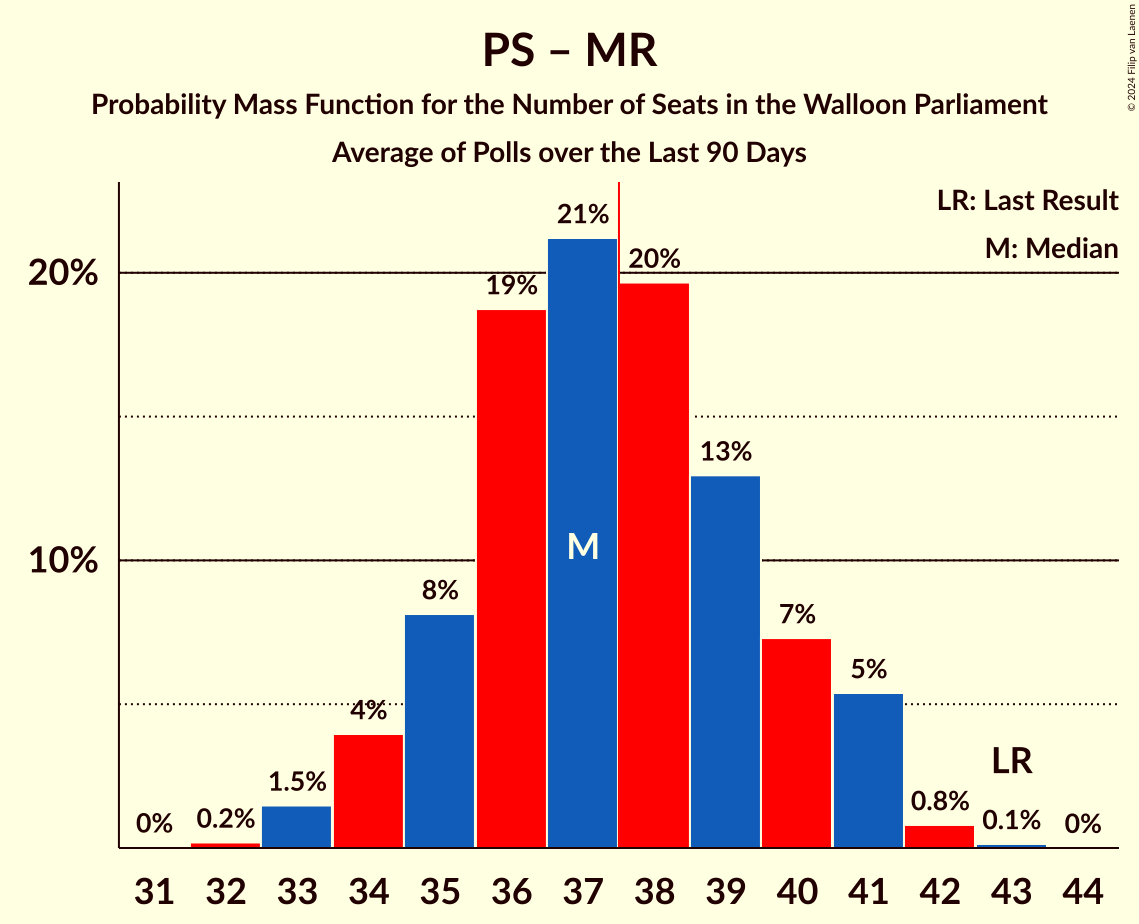 PS – MR
Probability Mass Function for the Number of Seats in the Walloon Parliament
Average of Polls over the Last 90 Days
© 2024 Filip van Laenen
LR: Last Result
M: Median
20%
10%
0%
0.2%
1.5%
4%
8%
19%
21%
20%
13%
7%
5%
0.8%
0.1%
0%
M
LR
31 32 33 34 35 36 37 38 39 40 41 42 43 44